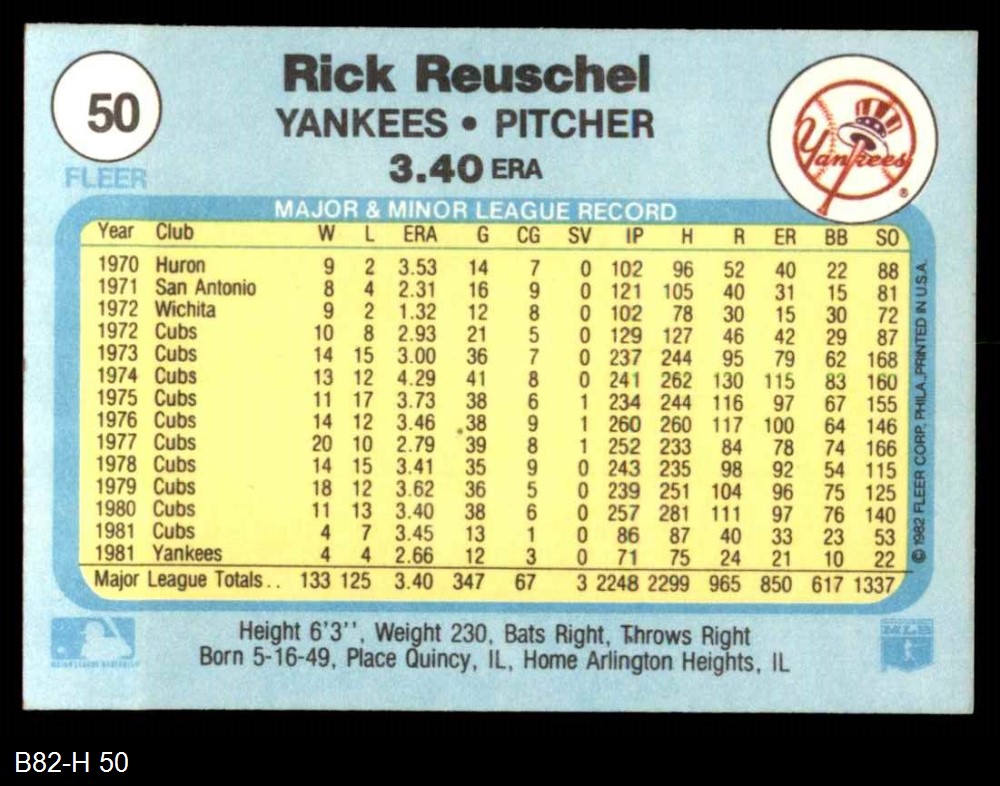 50
FLEER
Rick Reuschel
YANKEES • PITCHER
3.40 ERA
Yankees
®
MAJOR & MINOR LEAGUE RECORD
Year Club W L ERA G CG SV IP H R ER BB SO
1970 Huron 9 2 3.53 14 7 0 102 96 52 40 22 88
1971 San Antonio 8 4 2.31 16 9 0 121 105 40 31 15 81
1972 Wichita 9 2 1.32 12 8 0 102 78 30 15 30 72
1972 Cubs 10 8 2.93 21 5 0 129 127 46 42 29 87
1973 Cubs 14 15 3.00 36 7 0 237 244 95 79 62 168
1974 Cubs 13 12 4.29 41 8 0 241 262 130 115 83 160
1975 Cubs 11 17 3.73 38 6 1 234 244 116 97 67 155
1976 Cubs 14 12 3.46 38 9 1 260 260 117 100 64 146
1977 Cubs 20 10 2.79 39 8 1 252 233 84 78 74 166
1978 Cubs 14 15 3.41 35 9 0 243 235 98 92 54 115
1979 Cubs 18 12 3.62 36 5 0 239 251 104 96 75 125
1980 Cubs 11 13 3.40 38 6 0 257 281 111 97 76 140
1981 Cubs 4 7 3.45 13 1 0 86 87 40 33 23 53
1981 Yankees 4 4 2.66 12 3 0 71 75 24 21 10 22
Major League Totals.. 133 125 3.40 347 67 3 2248 2299 965 850 617 1337
© 1982 FLEER CORP., PHILA., PRINTED IN U.S.A.
Height 6'3'', Weight 230, Bats Right, Throws Right
Born 5-16-49, Place Quincy, IL, Home Arlington Heights, IL
MAJOR LEAGUE BASEBALL
B82-H 50